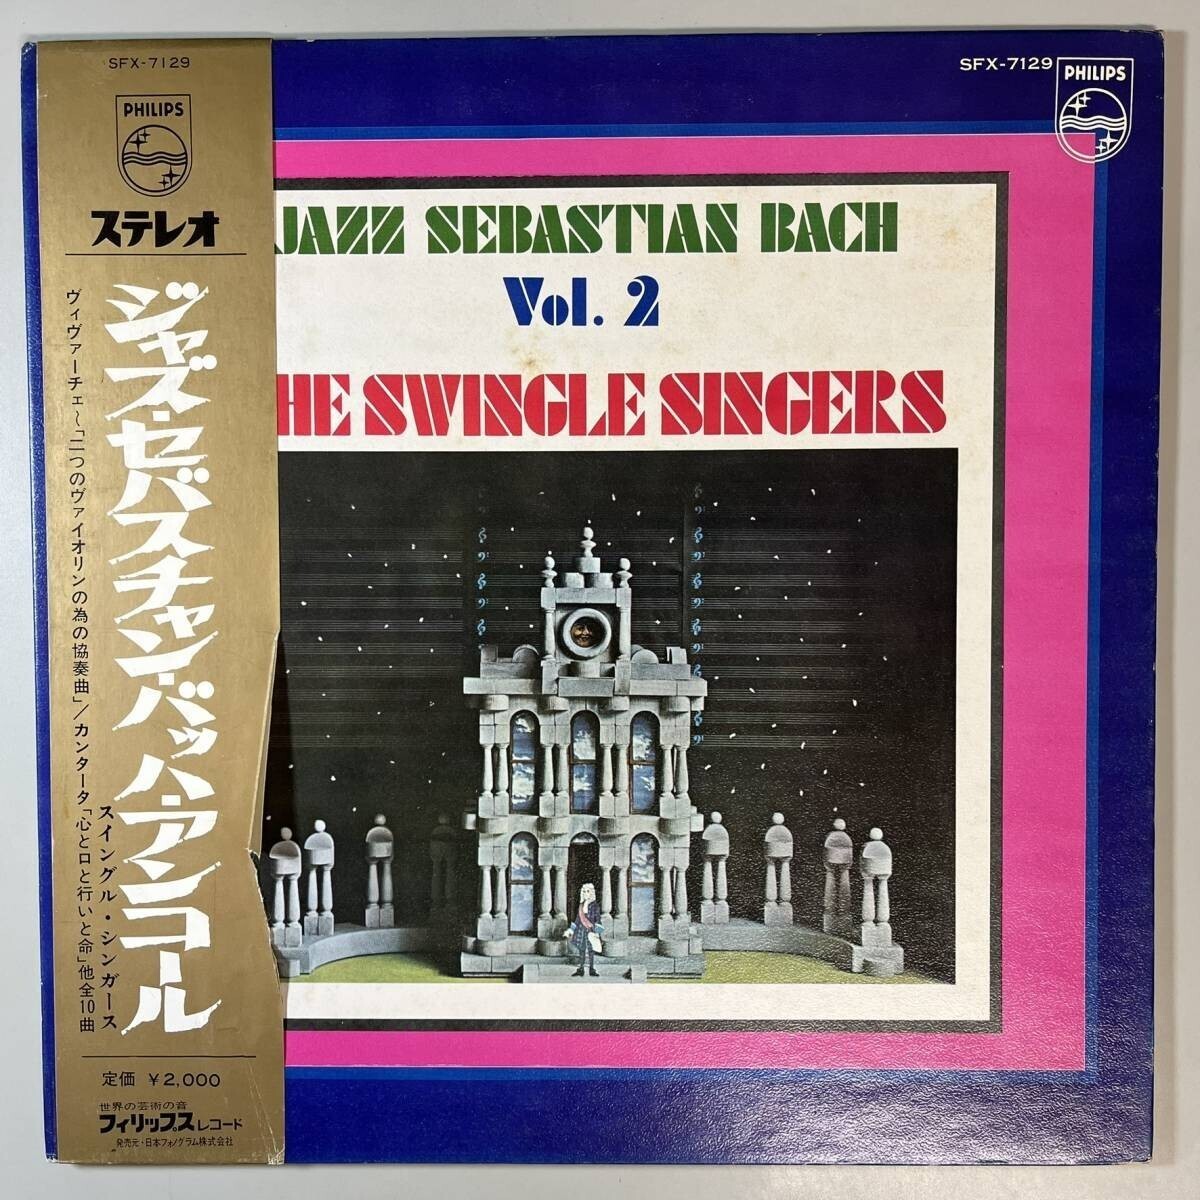 SFX-7129
PHILIPS
ステレオ
ジャズ・セバスチャン・バッハ・アンコール
スイングル・シンガース
ヴィヴァーチェ〜「二つのヴァイオリンの為の協奏曲」/カンタータ「心と口と行いと命」他全10曲
定価 ¥2,000
世界の芸術の音
フィリップスレコード
発売元・日本フォノグラム株式会社
SFX-7129
PHILIPS
JAZZ SEBASTIAN BACH
Vol. 2
HE SWINGLE SINGERS